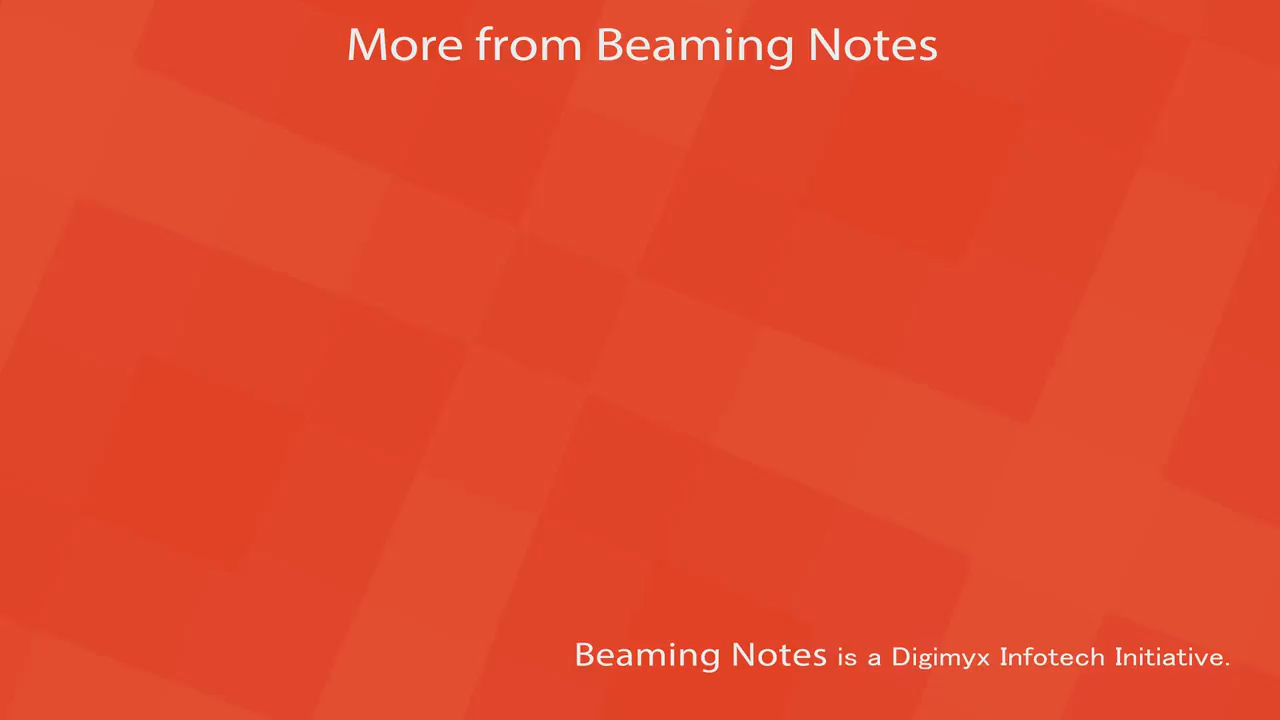 More from Beaming Notes
Beaming Notes is a Digimyx Infotech Initiative.